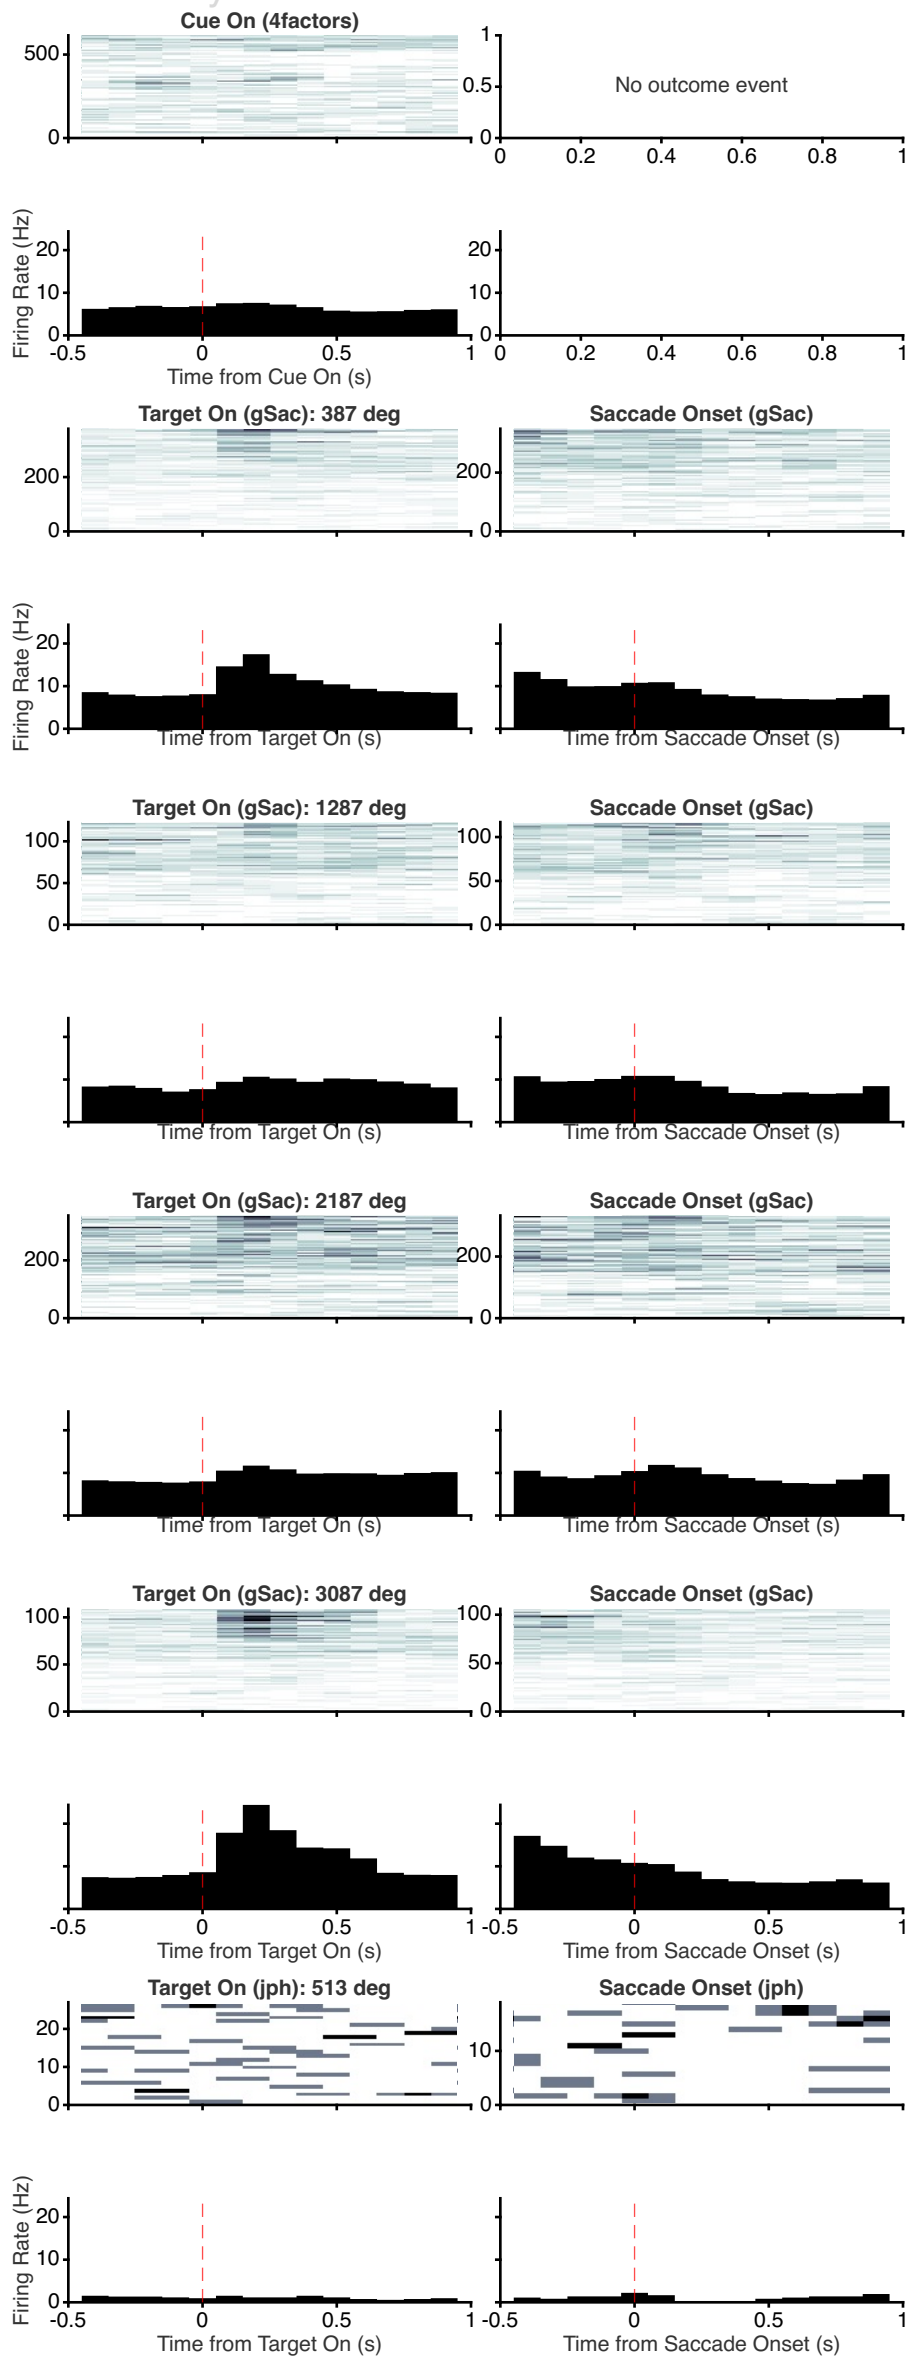 Cue On (4factors)
500
0
1
0.5
0
No outcome event
0 0.2 0.4 0.6 0.8 1
Firing Rate (Hz)
20
10
0
-0.5 0 0.5 1
Time from Cue On (s)
20
10
0
0 0.2 0.4 0.6 0.8 1
Target On (gSac): 387 deg
200
0
Saccade Onset (gSac)
200
0
Firing Rate (Hz)
20
10
0
Time from Target On (s)
Time from Saccade Onset (s)
Target On (gSac): 1287 deg
100
50
0
Saccade Onset (gSac)
100
50
0
Time from Target On (s)
Time from Saccade Onset (s)
Target On (gSac): 2187 deg
200
0
Saccade Onset (gSac)
200
0
Time from Target On (s)
Time from Saccade Onset (s)
Target On (gSac): 3087 deg
100
50
0
Saccade Onset (gSac)
100
50
0
-0.5 0 0.5 1
Time from Target On (s)
-0.5 0 0.5 1
Time from Saccade Onset (s)
Target On (jph): 513 deg
20
10
0
Saccade Onset (jph)
10
0
Firing Rate (Hz)
20
10
0
-0.5 0 0.5 1
Time from Target On (s)
-0.5 0 0.5 1
Time from Saccade Onset (s)